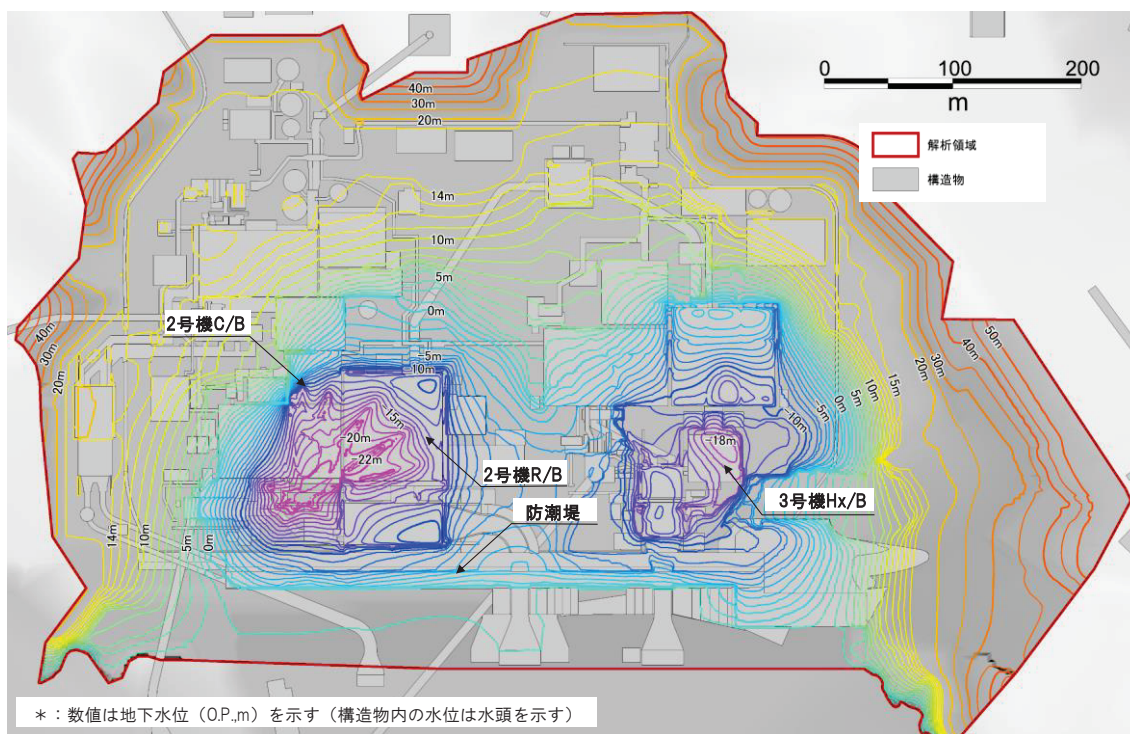 40m
30m
20m
0 100 200
m
解析領域
構造物
14m
10m
5m
0m
2号機C/B
-5m
-10m
15m
-20m
-22m
2号機R/B
防潮堤
-18m
3号機Hx/B
40m
30m
20m
14m
10m
5m
0m
-10m
-5m
0m
5m
10m
15m
20m
30m
40m
50m
*：数値は地下水位（O.P.,m）を示す（構造物内の水位は水頭を示す）